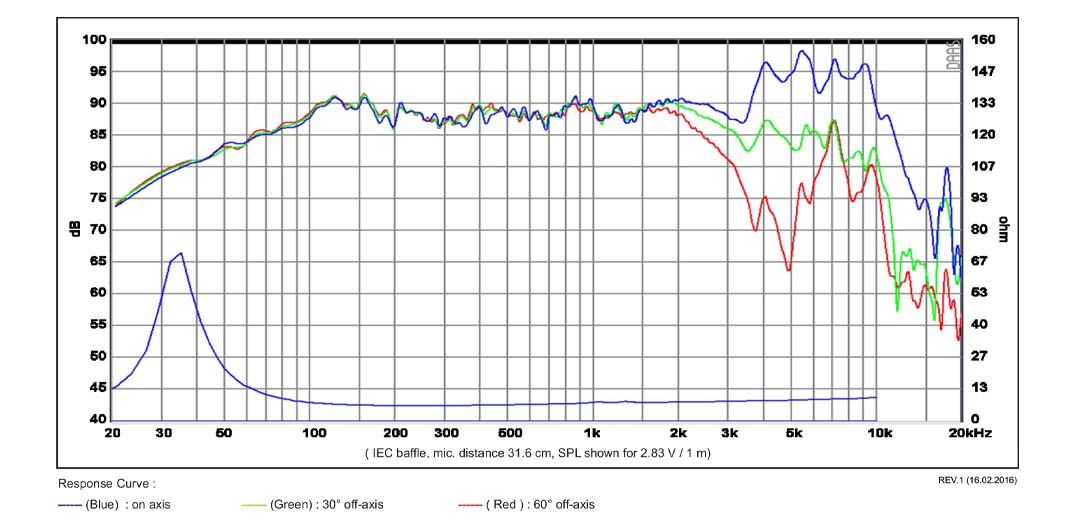 100 160
95 147
90 133
85 120
80 107
75 93
70 80
65 67
60 53
55 40
50 27
45 13
40 0
dB
ohm
DAAS
20 30 50 100 200 300 500 1k 2k 3k 5k 10k 20kHz
( IEC baffle, mic. distance 31.6 cm, SPL shown for 2.83 V / 1 m)
REV.1 (16.02.2016)
Response Curve :
(Blue) : on axis (Green) : 30° off-axis ( Red ) : 60° off-axis